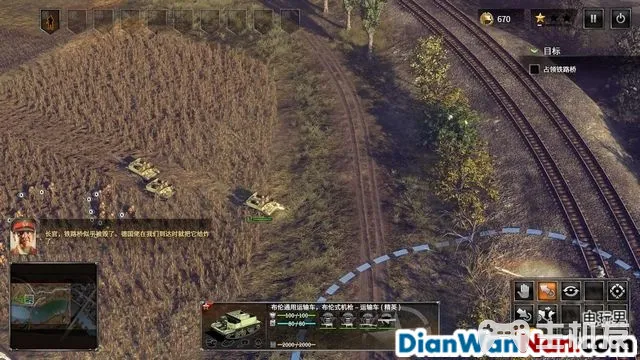 670
目标
占领铁路桥
长官，铁路桥似乎被毁了。德国佬在我们到达时就把它给炸了。
布伦通用运输车，布伦式机枪 - 运输车 ( 精英 )
100 / 100
80 / 80
2000 / 2000
电玩男
DianWanNan.com